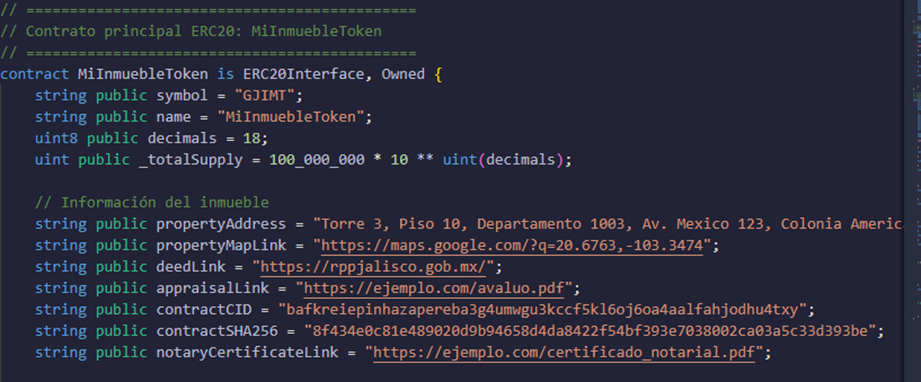 // =============================================
// Contrato principal ERC20: MiInmuebleToken
// =============================================
contract MiInmuebleToken is ERC20Interface, Owned {
string public symbol = "GJIMT";
string public name = "MiInmuebleToken";
uint8 public decimals = 18;
uint public _totalSupply = 100_000_000 * 10 ** uint(decimals);
// Información del inmueble
string public propertyAddress = "Torre 3, Piso 10, Departamento 1003, Av. Mexico 123, Colonia Americ
string public propertyMapLink = "https://maps.google.com/?q=20.6763,-103.3474";
string public deedLink = "https://rppjalisco.gob.mx/";
string public appraisalLink = "https://ejemplo.com/avaluo.pdf";
string public contractCID = "bafkreiepinhazapereba3g4umwgu3kccf5kl6oj6oa4aalfahjodhu4txy";
string public contractSHA256 = "8f434e0c81e489020d9b94658d4da8422f54bf393e7038002ca03a5c33d393be";
string public notaryCertificateLink = "https://ejemplo.com/certificado_notarial.pdf";